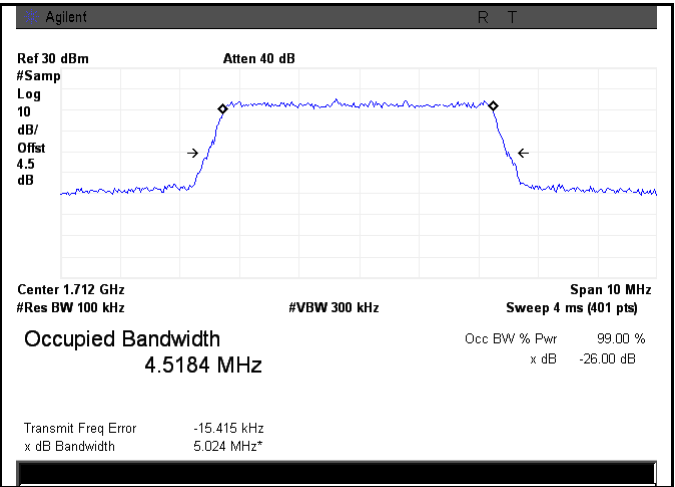 Agilent R T
Ref 30 dBm Atten 40 dB
#Samp
Log
10
dB/
Offst
4.5
dB
Center 1.712 GHz Span 10 MHz
#Res BW 100 kHz #VBW 300 kHz Sweep 4 ms (401 pts)
Occupied Bandwidth Occ BW % Pwr 99.00 %
4.5184 MHz x dB -26.00 dB
Transmit Freq Error -15.415 kHz
x dB Bandwidth 5.024 MHz*